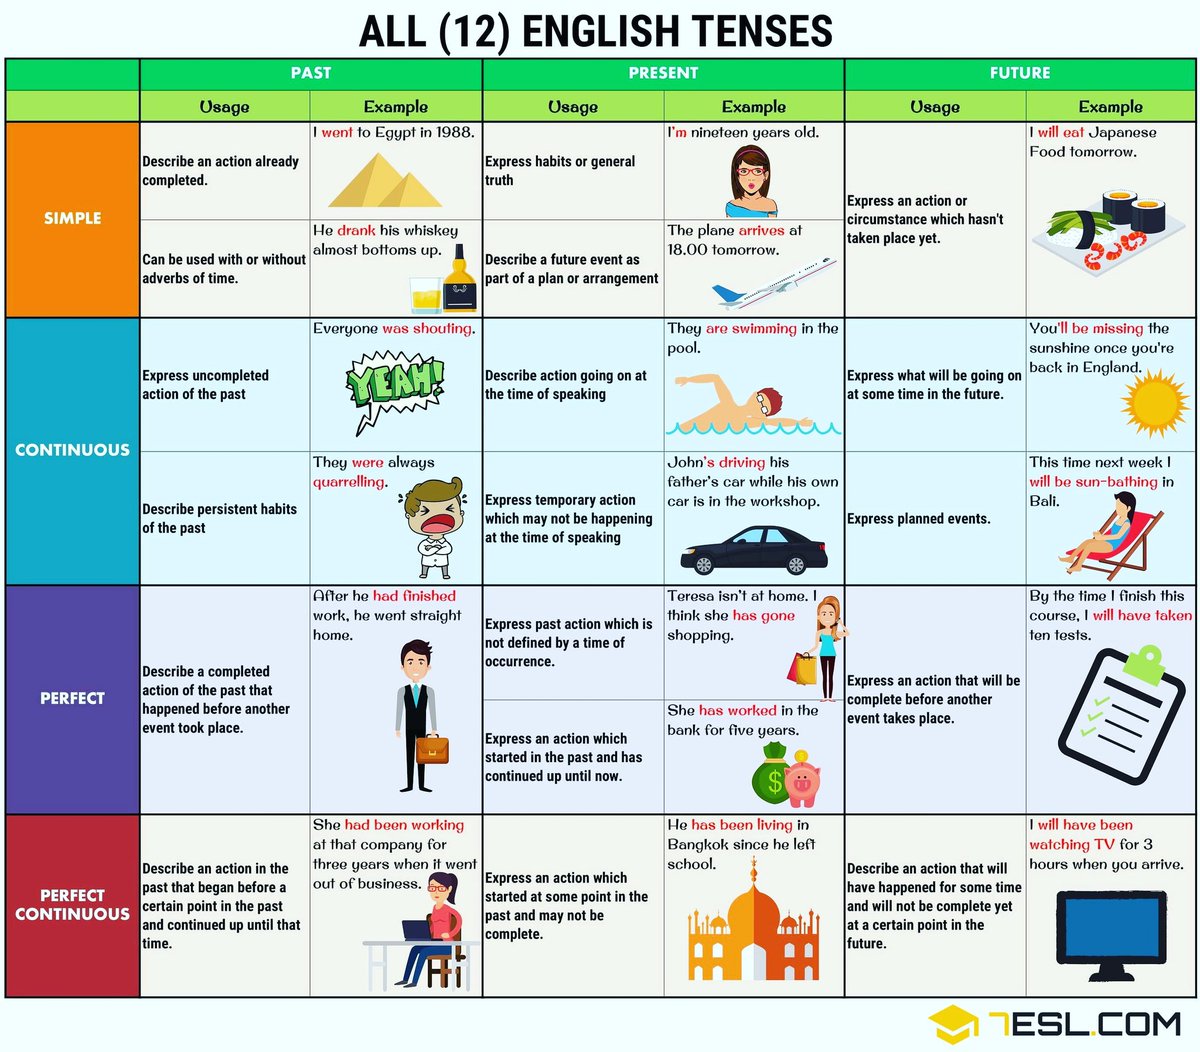 ALL (12) ENGLISH TENSES
PAST
PRESENT
FUTURE
Usage
Example
Usage
Example
Usage
Example
SIMPLE
Describe an action already
completed.
I went to Egypt in 1988.
Express habits or general
truth
I'm nineteen years old.
Express an action or
circumstance which hasn't
taken place yet.
I will eat Japanese
Food tomorrow.
Can be used with or without
adverbs of time.
He drank his whiskey
almost bottoms up.
Describe a future event as
part of a plan or arrangement
The plane arrives at
18.00 tomorrow.
CONTINUOUS
Express uncompleted
action of the past
Everyone was shouting.
YEAH!
Describe action going on at
the time of speaking
They are swimming in the
pool.
Express what will be going on
at some time in the future.
You'll be missing the
sunshine once you're
back in England.
Describe persistent habits
of the past
They were always
quarrelling.
Express temporary action
which may not be happening
at the time of speaking
John's driving his
father's car while his own
car is in the workshop.
Express planned events.
This time next week I
will be sun-bathing in
Bali.
PERFECT
Describe a completed
action of the past that
happened before another
event took place.
After he had finished
work, he went straight
home.
Express past action which is
not defined by a time of
occurrence.
Teresa isn't at home. I
think she has gone
shopping.
Express an action which
started in the past and has
continued up until now.
She has worked in the
bank for five years.
$
Express an action that will be
complete before another
event takes place.
By the time I finish this
course, I will have taken
ten tests.
PERFECT
CONTINUOUS
Describe an action in the
past that began before a
certain point in the past
and continued up until that
time.
She had been working
at that company for
three years when it went
out of business.
Express an action which
started at some point in the
past and may not be
complete.
He has been living in
Bangkok since he left
school.
Describe an action that will
have happened for some time
and will not be complete yet
at a certain point in the
future.
I will have been
watching TV for 3
hours when you arrive.
7ESL.COM